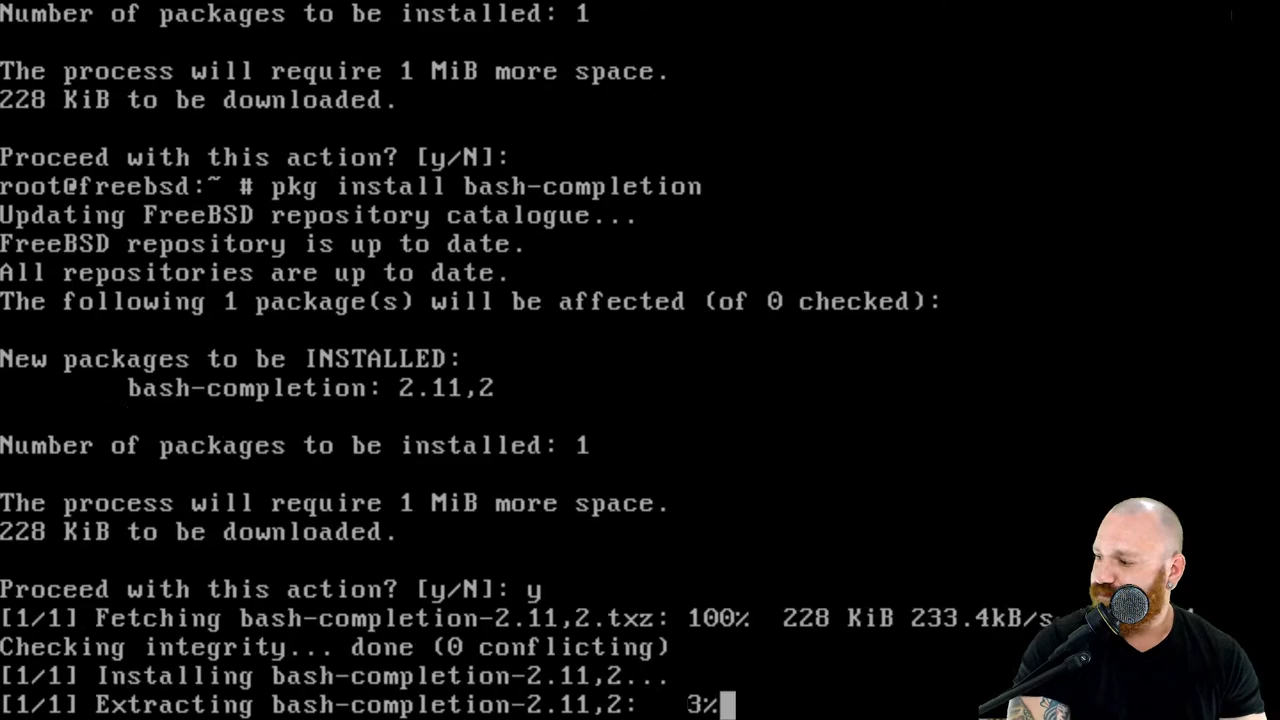 Number of packages to be installed: 1
The process will require 1 MiB more space.
228 KiB to be downloaded.
Proceed with this action? [y/N]:
root@freebsd:~ # pkg install bash-completion
Updating FreeBSD repository catalogue...
FreeBSD repository is up to date.
All repositories are up to date.
The following 1 package(s) will be affected (of 0 checked):
New packages to be INSTALLED:
bash-completion: 2.11,2
Number of packages to be installed: 1
The process will require 1 MiB more space.
228 KiB to be downloaded.
Proceed with this action? [y/N]: y
[1/1] Fetching bash-completion-2.11,2.txz: 100% 228 KiB 233.4kB/s
Checking integrity... done (0 conflicting)
[1/1] Installing bash-completion-2.11,2...
[1/1] Extracting bash-completion-2.11,2: 3%